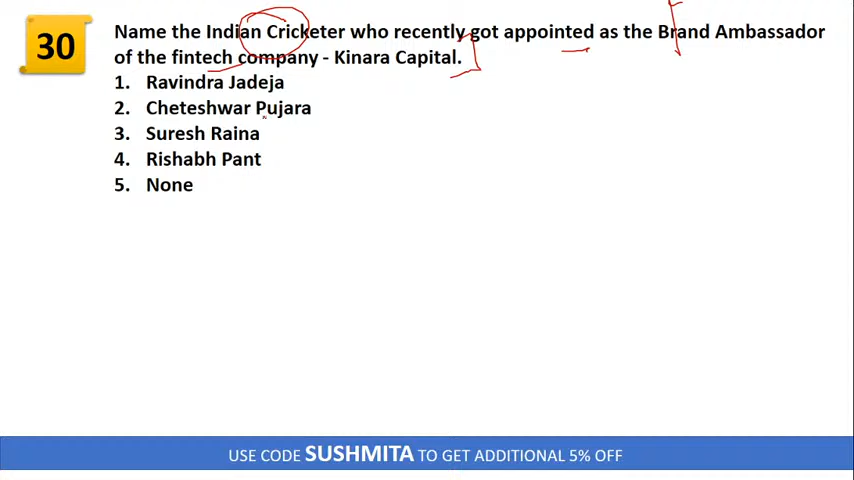 30
Name the Indian Cricketer who recently got appointed as the Brand Ambassador
of the fintech company - Kinara Capital.
1. Ravindra Jadeja
2. Cheteshwar Pujara
3. Suresh Raina
4. Rishabh Pant
5. None
USE CODE SUSHMITA TO GET ADDITIONAL 5% OFF